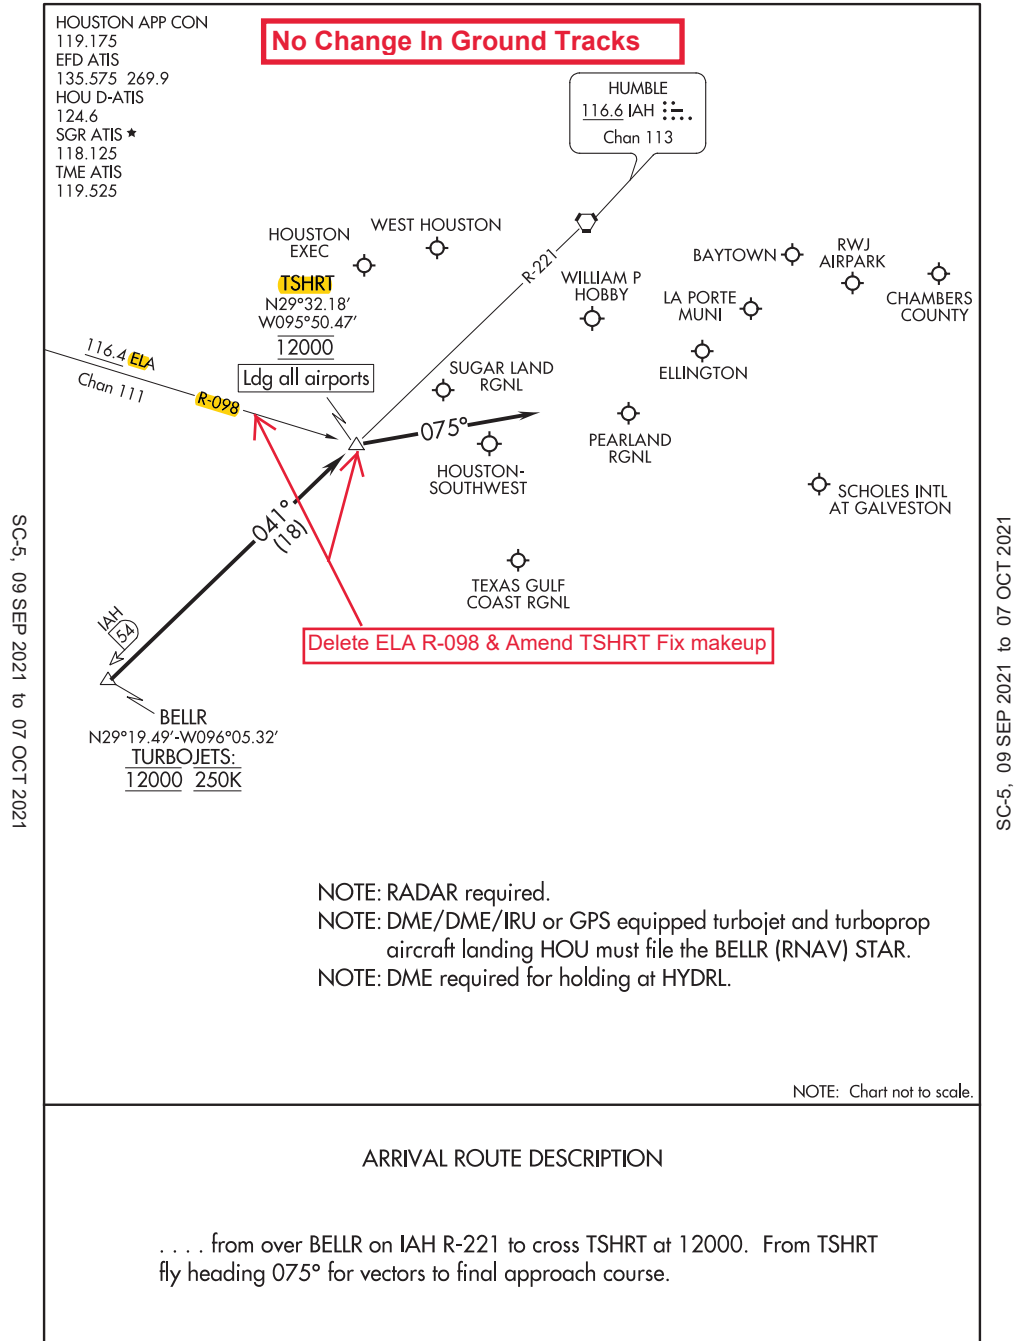 HOUSTON APP CON
119.175
EFD ATIS
135.575 269.9
HOU D-ATIS
124.6
SGR ATIS ★
118.125
TME ATIS
119.525
No Change In Ground Tracks
HUMBLE
116.6 IAH
Chan 113
R-221
HOUSTON
EXEC
WEST HOUSTON
TSHRT
N29°32.18'
W095°50.47'
12000
Ldg all airports
WILLIAM P
HOBBY
BAYTOWN
RWJ
AIRPARK
CHAMBERS
COUNTY
LA PORTE
MUNI
ELLINGTON
116.4 ELA
Chan 111
R-098
SUGAR LAND
RGNL
075°
HOUSTON-
SOUTHWEST
PEARLAND
RGNL
SCHOLES INTL
AT GALVESTON
041°
(18)
TEXAS GULF
COAST RGNL
Delete ELA R-098 & Amend TSHRT Fix makeup
IAH
54
BELLR
N29°19.49'-W096°05.32'
TURBOJETS:
12000 250K
SC-5, 09 SEP 2021 to 07 OCT 2021
SC-5, 09 SEP 2021 to 07 OCT 2021
NOTE: RADAR required.
NOTE: DME/DME/IRU or GPS equipped turbojet and turboprop
aircraft landing HOU must file the BELLR (RNAV) STAR.
NOTE: DME required for holding at HYDRL.
NOTE: Chart not to scale.
ARRIVAL ROUTE DESCRIPTION
. . . . from over BELLR on IAH R-221 to cross TSHRT at 12000. From TSHRT
fly heading 075° for vectors to final approach course.